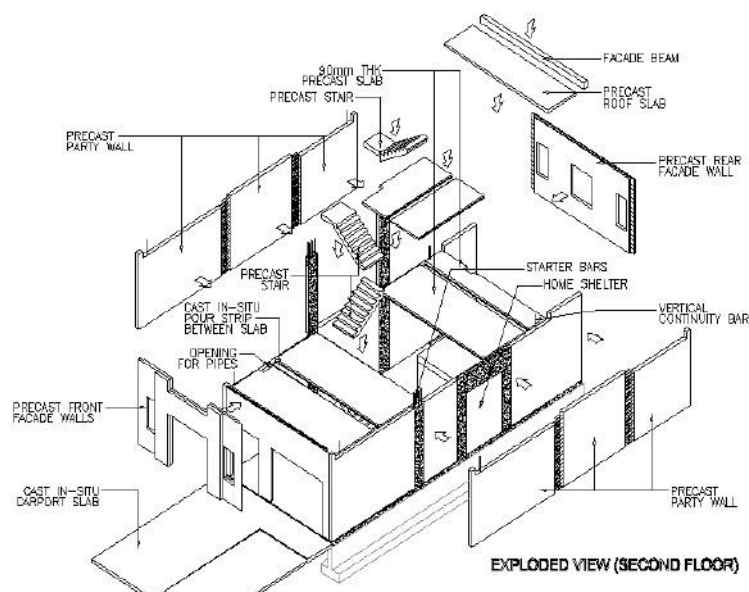 FACADE BEAM
90mm THK
PRECAST SLAB
PRECAST STAIR
PRECAST
ROOF SLAB
PRECAST
PARTY WALL
PRECAST REAR
FACADE WALL
PRECAST
STAIR
STARTER BARS
HOME SHELTER
CAST IN-SITU
POUR STRIP
BETWEEN SLAB
VERTICAL
CONTINUITY BAR
OPENING
FOR PIPES
PRECAST FRONT
FACADE WALLS
CAST IN-SITU
CARPORT SLAB
PRECAST
PARTY WALL
EXPLODED VIEW (SECOND FLOOR)